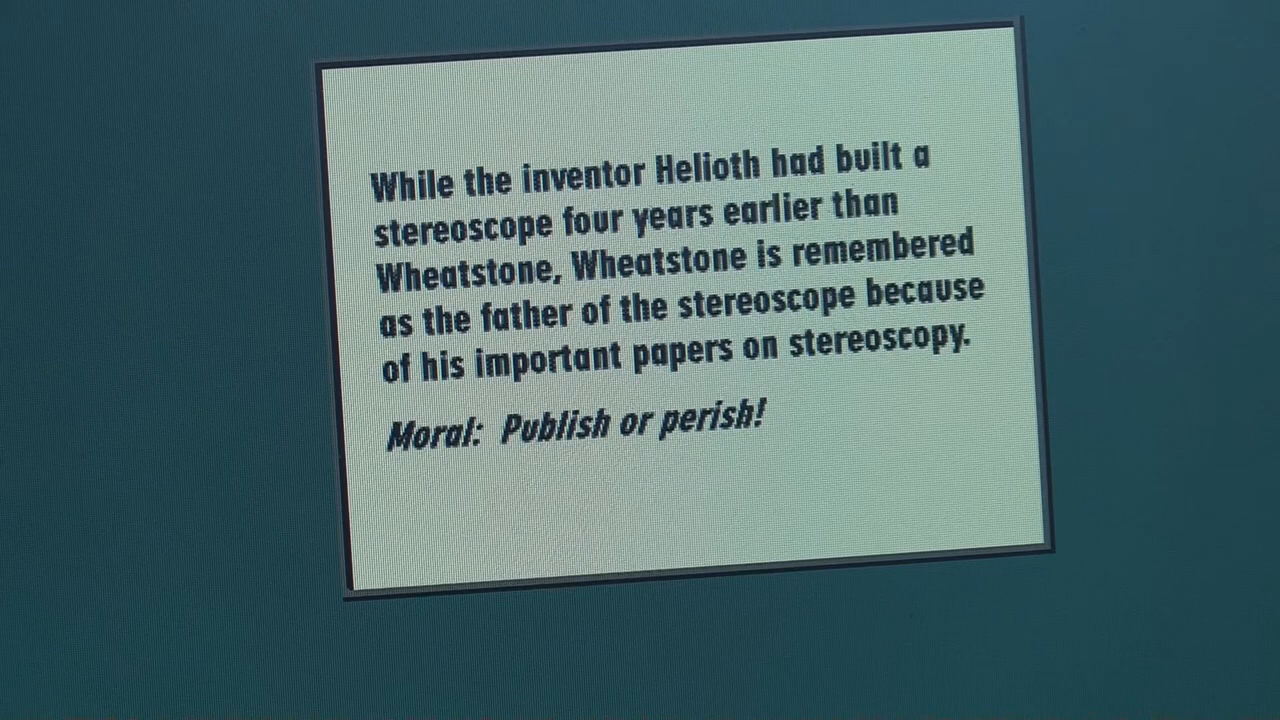 While the inventor Helioth had built a
stereoscope four years earlier than
Wheatstone, Wheatstone is remembered
as the father of the stereoscope because
of his important papers on stereoscopy.
Moral: Publish or perish!